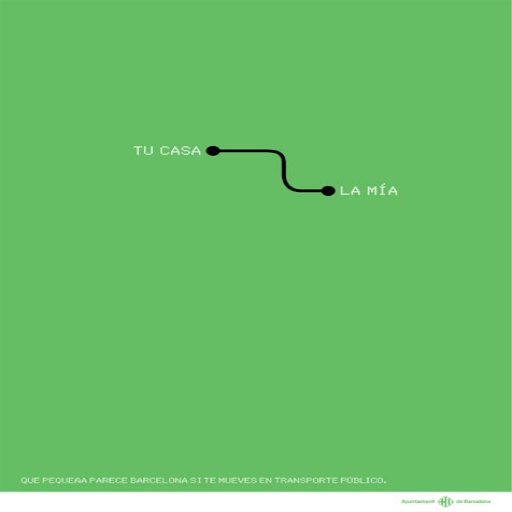 TU CASA
LA MÍA
QUE PEQUEÑA PARECE BARCELONA SI TE MUEVES EN TRANSPORTE PÚBLICO.
Ajuntament de Barcelona